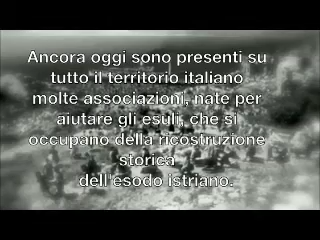 Ancora oggi sono presenti su
tutto il territorio italiano
molte associazioni, nate per
aiutare gli esuli, che si
occupano della ricostruzione
storica
dell'esodo istriano.